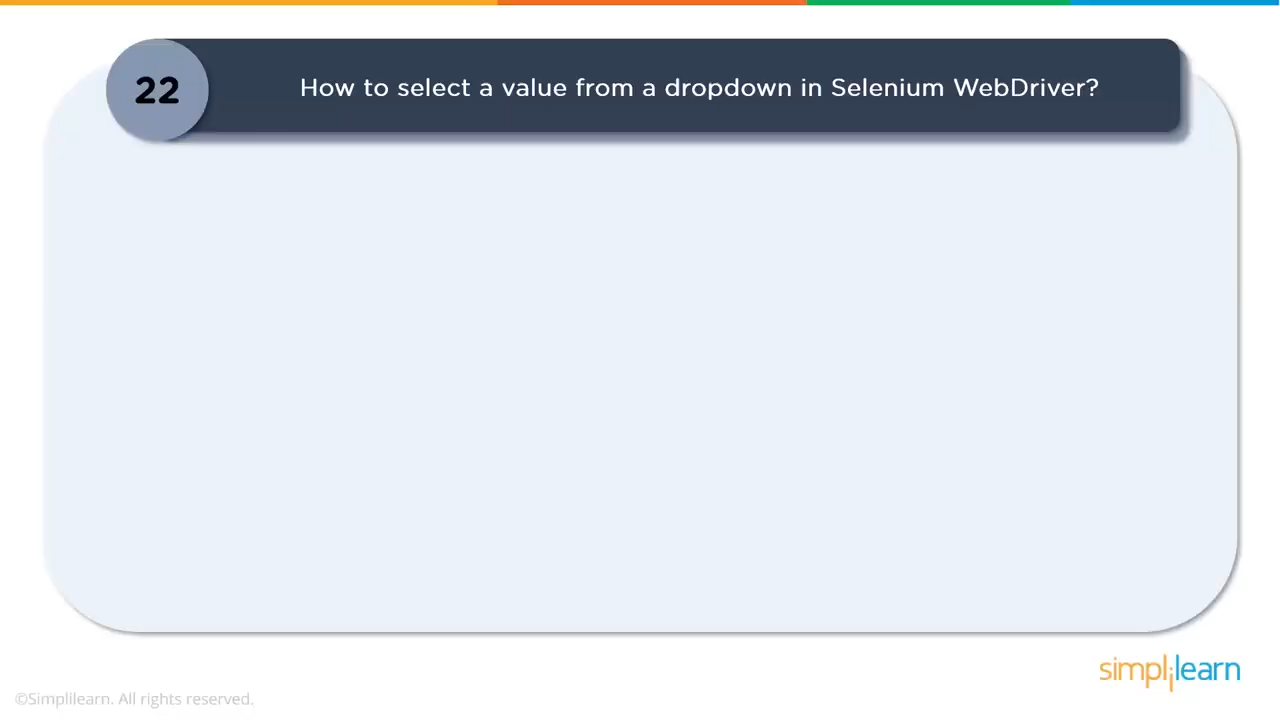 22
How to select a value from a dropdown in Selenium WebDriver?
simplilearn
©Simplilearn. All rights reserved.